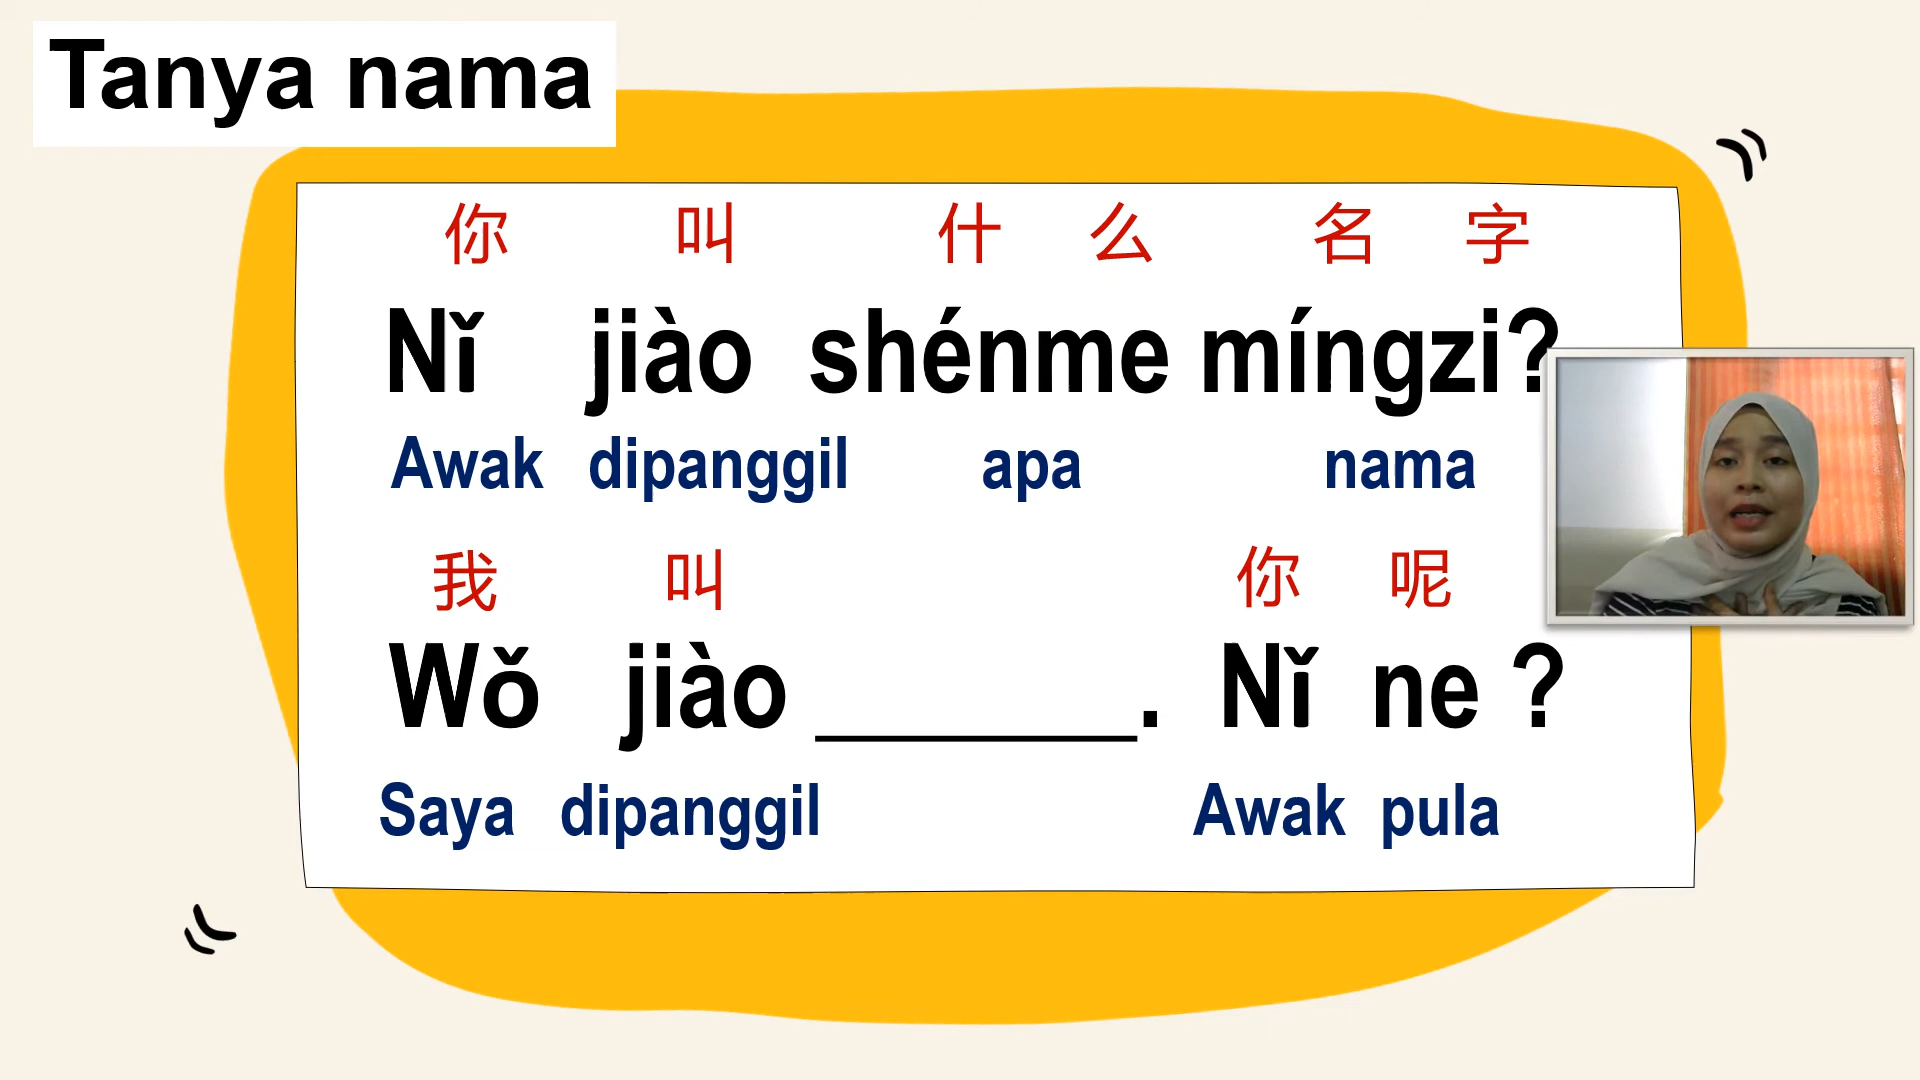 Tanya nama
你 叫 什 么 名 字
Nǐ jiào shénme míngzi?
Awak dipanggil apa nama
我 叫 你 呢
Wǒ jiào _______. Nǐ ne ?
Saya dipanggil Awak pula